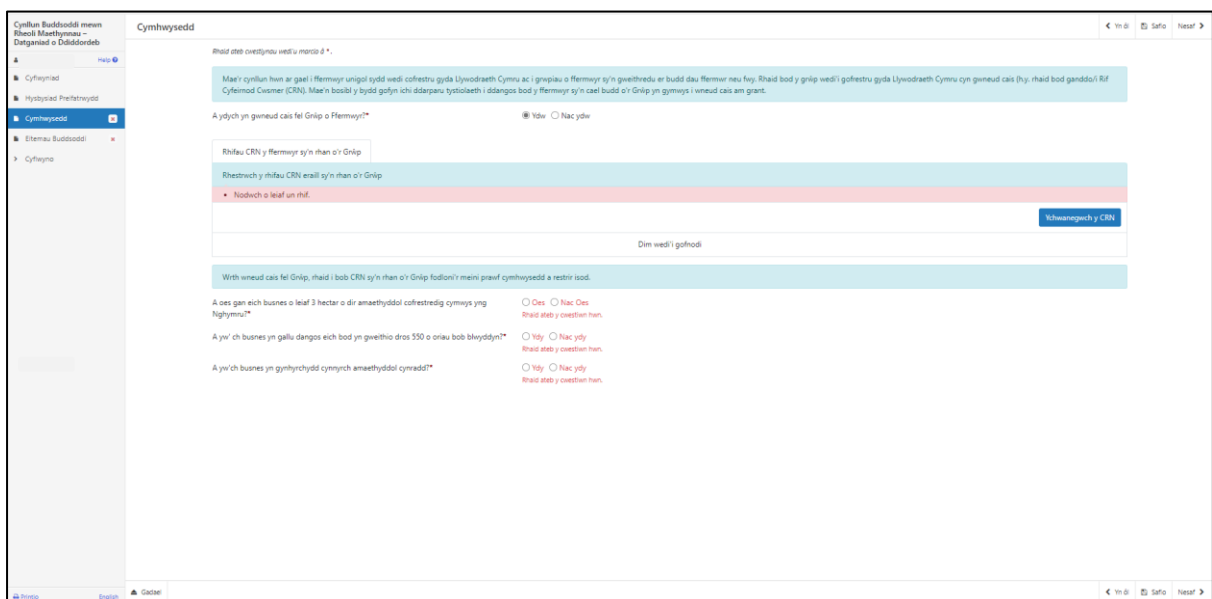 Cynllun Buddsoddi mewn
Rheoli Maethynnau –
Datganiad o Ddiddordeb
Help
Cyflwyniad
Hysbysiad Preifatrwydd
Cymhwysedd
Eitemau Buddsoddi
Cyflwyno
Printio
English
Cymhwysedd
Yn ôl
Safio
Nesaf
Rhaid ateb cwestiynau wedi'u marcio â *.
Mae'r cynllun hwn ar gael i ffermwyr unigol sydd wedi cofrestru gyda Llywodraeth Cymru ac i grwpiau o ffermwyr sy'n gweithredu er budd dau ffermwr neu fwy. Rhaid bod y grŵp wedi'i gofrestru gyda Llywodraeth Cymru cyn gwneud cais (h.y. rhaid bod ganddo/i Rif
Cyfeirnod Cwsmer (CRN). Mae'n bosibl y bydd gofyn ichi ddarparu tystiolaeth i ddangos bod y ffermwyr sy'n cael budd o'r Grŵp yn gymwys i wneud cais am grant.
A ydych yn gwneud cais fel Grŵp o Ffermwyr?*
Ydw
Nac ydw
Rhifau CRN y ffermwyr sy'n rhan o'r Grŵp
Rhestrwch y rhifau CRN eraill sy'n rhan o'r Grŵp
• Nodwch o leiaf un rhif.
Ychwanegwch y CRN
Dim wedi'i gofnodi
Wrth wneud cais fel Grŵp, rhaid i bob CRN sy'n rhan o'r Grŵp fodloni'r meini prawf cymhwysedd a restrir isod.
A oes gan eich busnes o leiaf 3 hectar o dir amaethyddol cofrestredig cymwys yng
Nghymru?*
Oes
Nac Oes
Rhaid ateb y cwestiwn hwn.
A yw' ch busnes yn gallu dangos eich bod yn gweithio dros 550 o oriau bob blwyddyn?*
Ydy
Nac ydy
Rhaid ateb y cwestiwn hwn.
A yw'ch busnes yn gynhyrchydd cynnyrch amaethyddol cynradd?*
Ydy
Nac ydy
Rhaid ateb y cwestiwn hwn.
Gadael
Yn ôl
Safio
Nesaf